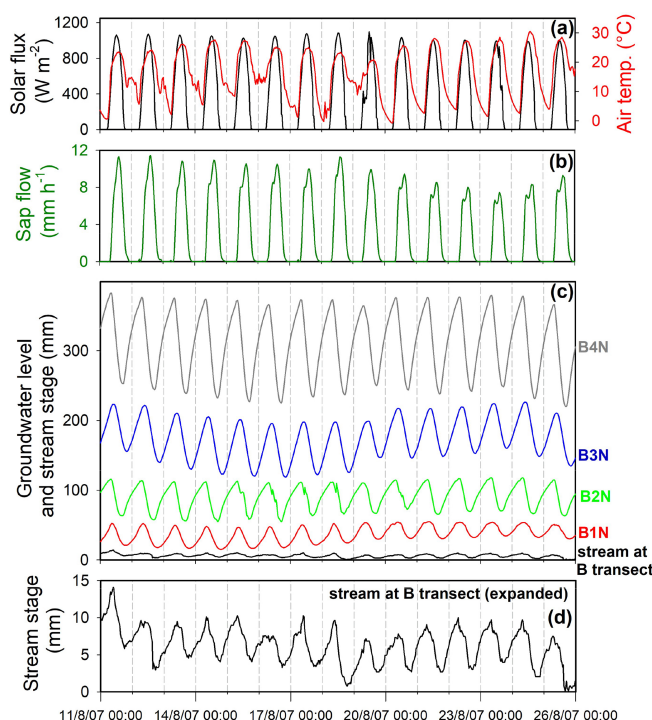 (a)
Solar flux
(W m-2)
1200
800
400
0
30
20
10
0
Air temp. (°C)
(b)
Sap flow
(mm h-1)
12
8
4
0
(c)
Groundwater level
and stream stage (mm)
300
200
100
0
B4N
B3N
B2N
B1N
stream at
B transect
stream at B transect (expanded)
(d)
Stream stage
(mm)
15
10
5
0
11/8/07 00:00 14/8/07 00:00 17/8/07 00:00 20/8/07 00:00 23/8/07 00:00 26/8/07 00:00